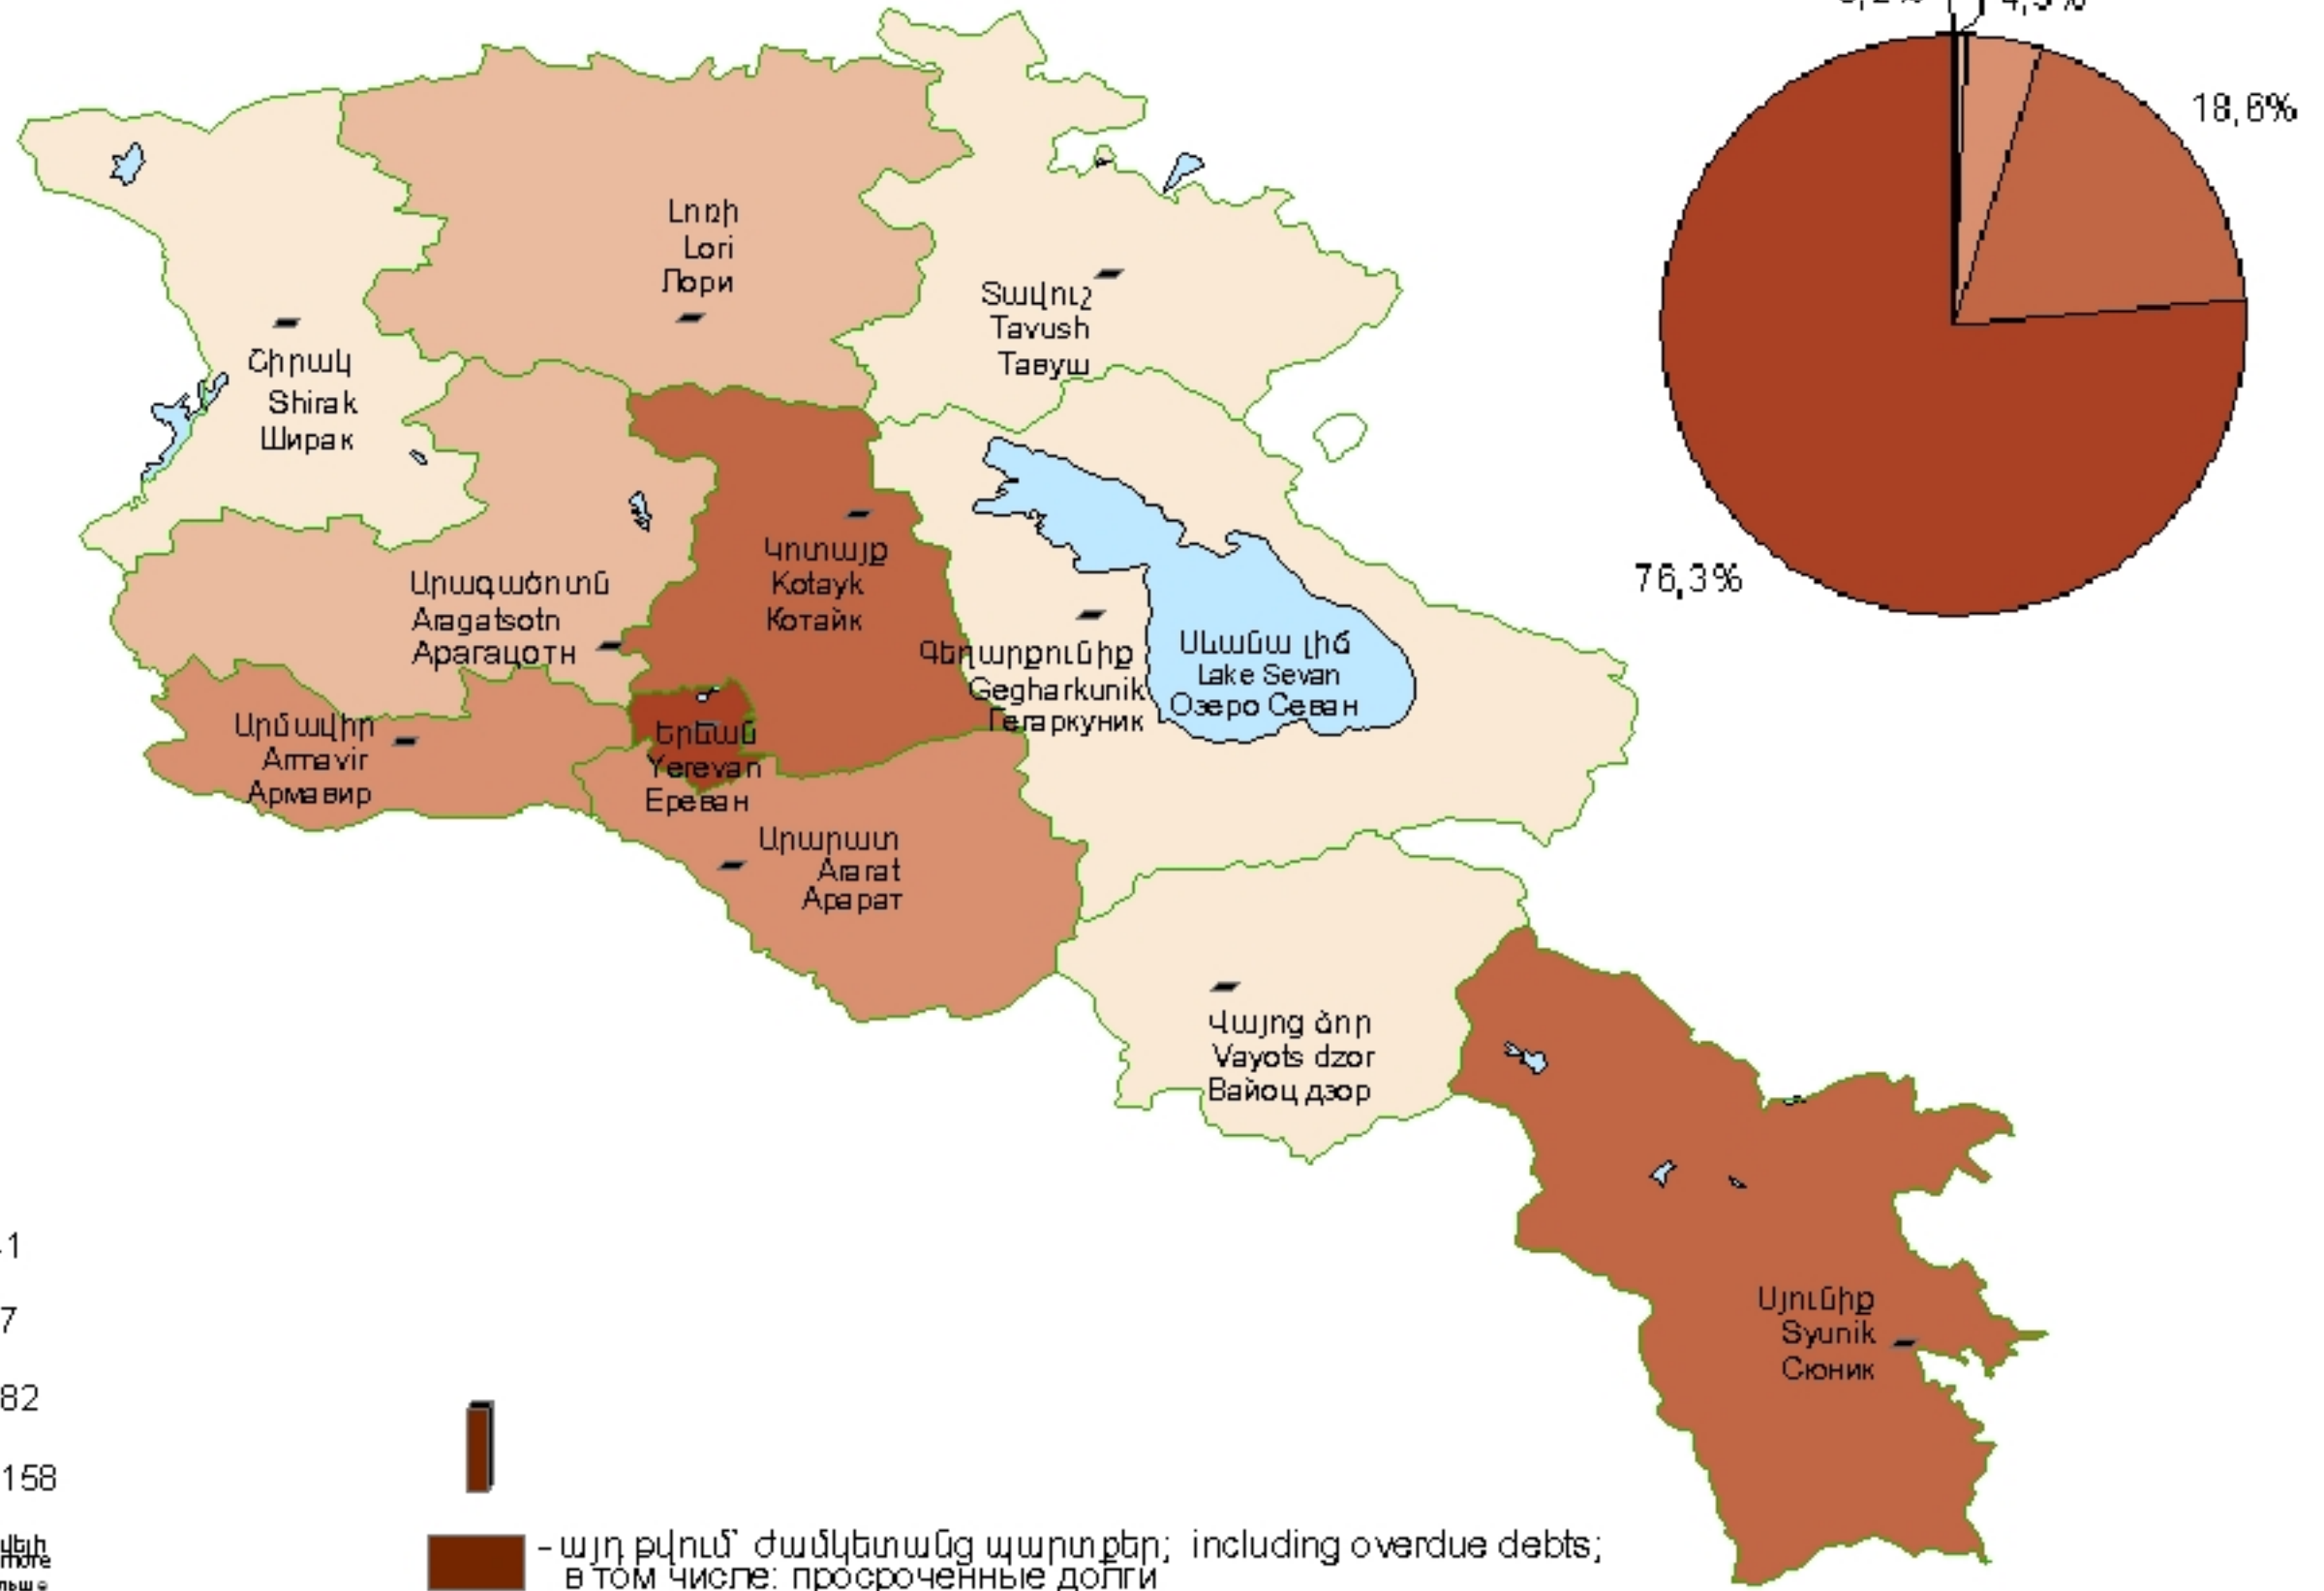 18,6%
76,3%
Լոռի
Lori
Лори
Տավուշ
Tavush
Тавуш
Շիրակ
Shirak
Ширак
Կոտայք
Kotayk
Котайк
Արագածոտն
Aragatsotn
Арагацотн
Գեղարքունիք
Gegharkunik
Гегаркуник
Սևանա լիճ
Lake Sevan
Озеро Севан
Արմավիր
Armavir
Армавир
Երևան
Yerevan
Ереван
Արարատ
Ararat
Арарат
Վայոց ձոր
Vayots dzor
Вайоц дзор
Սյունիք
Syunik
Сюник
1
7
82
158
more
- այդ թվում՝ ժամկետանց պարտքեր; including overdue debts;
в том числе: просроченные долги